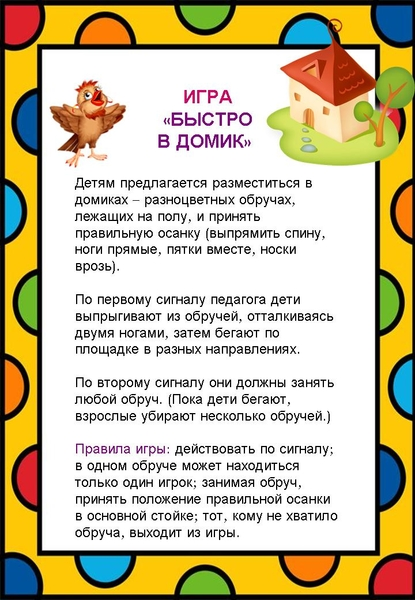 ИГРА
«БЫСТРО
В ДОМИК»
Детям предлагается разместиться в
домиках – разноцветных обручах,
лежащих на полу, и принять
правильную осанку (выпрямить спину,
ноги прямые, пятки вместе, носки
врозь).
По первому сигналу педагога дети
выпрыгивают из обручей, отталкиваясь
двумя ногами, затем бегают по
площадке в разных направлениях.
По второму сигналу они должны занять
любой обруч. (Пока дети бегают,
взрослые убирают несколько обручей.)
Правила игры: действовать по сигналу;
в одном обруче может находиться
только один игрок; занимая обруч,
принять положение правильной осанки
в основной стойке; тот, кому не хватило
обруча, выходит из игры.